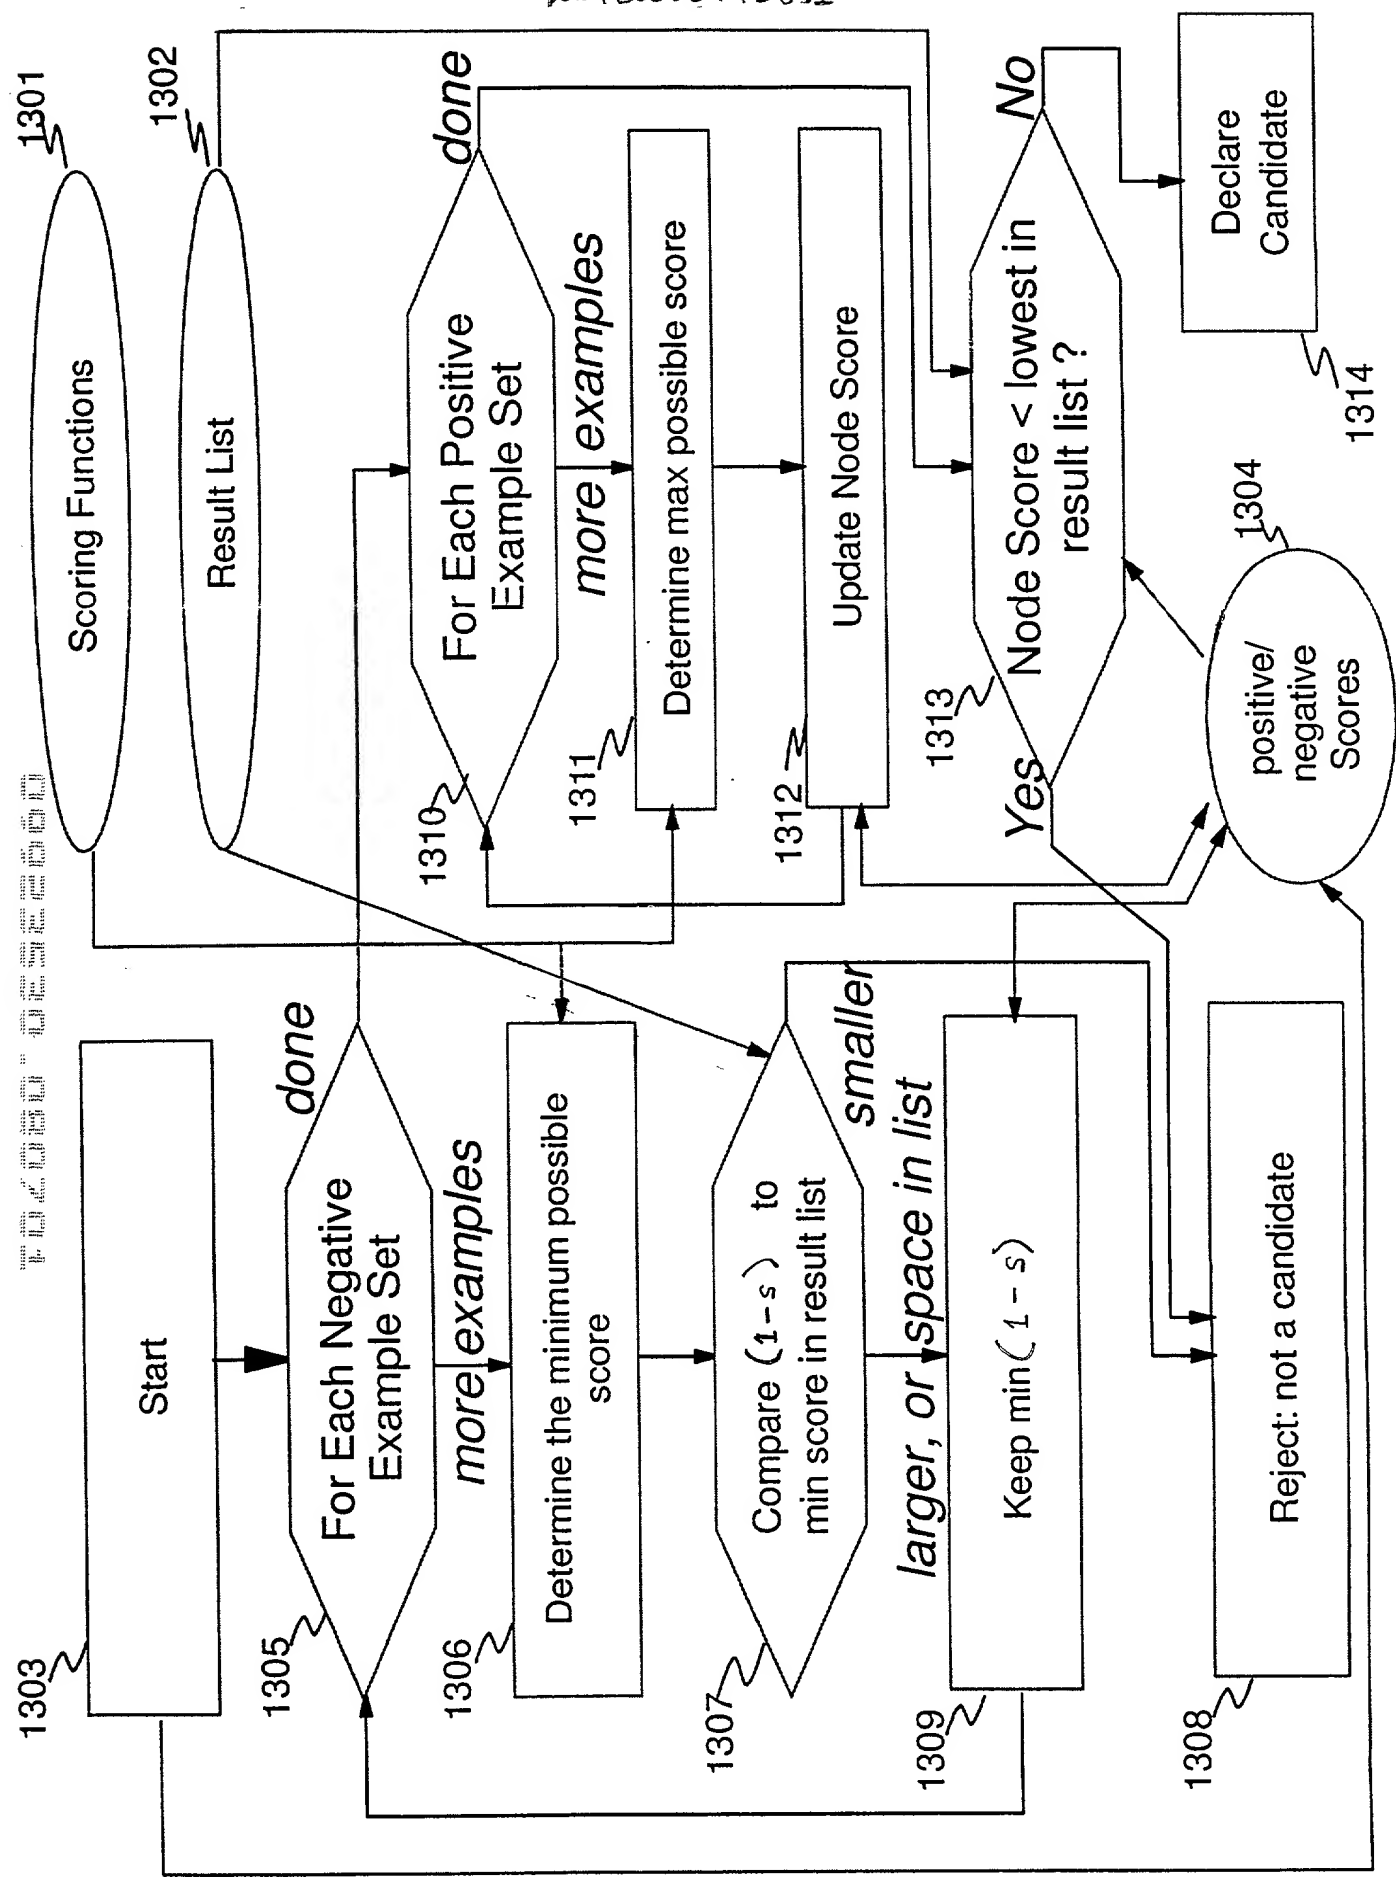 1301
Scoring Functions
1302
Result List
1303
Start
1305
For Each Negative
Example Set
done
more examples
1306
Determine the minimum possible
score
1307
Compare (1-s) to
min score in result list
smaller
larger, or space in list
1309
Keep min(1-s)
1308
Reject: not a candidate
1310
For Each Positive
Example Set
done
more examples
1311
Determine max possible score
1312
Update Node Score
1313
Node Score < lowest in
result list ?
Yes
No
1304
positive/
negative
Scores
Declare
Candidate
1314